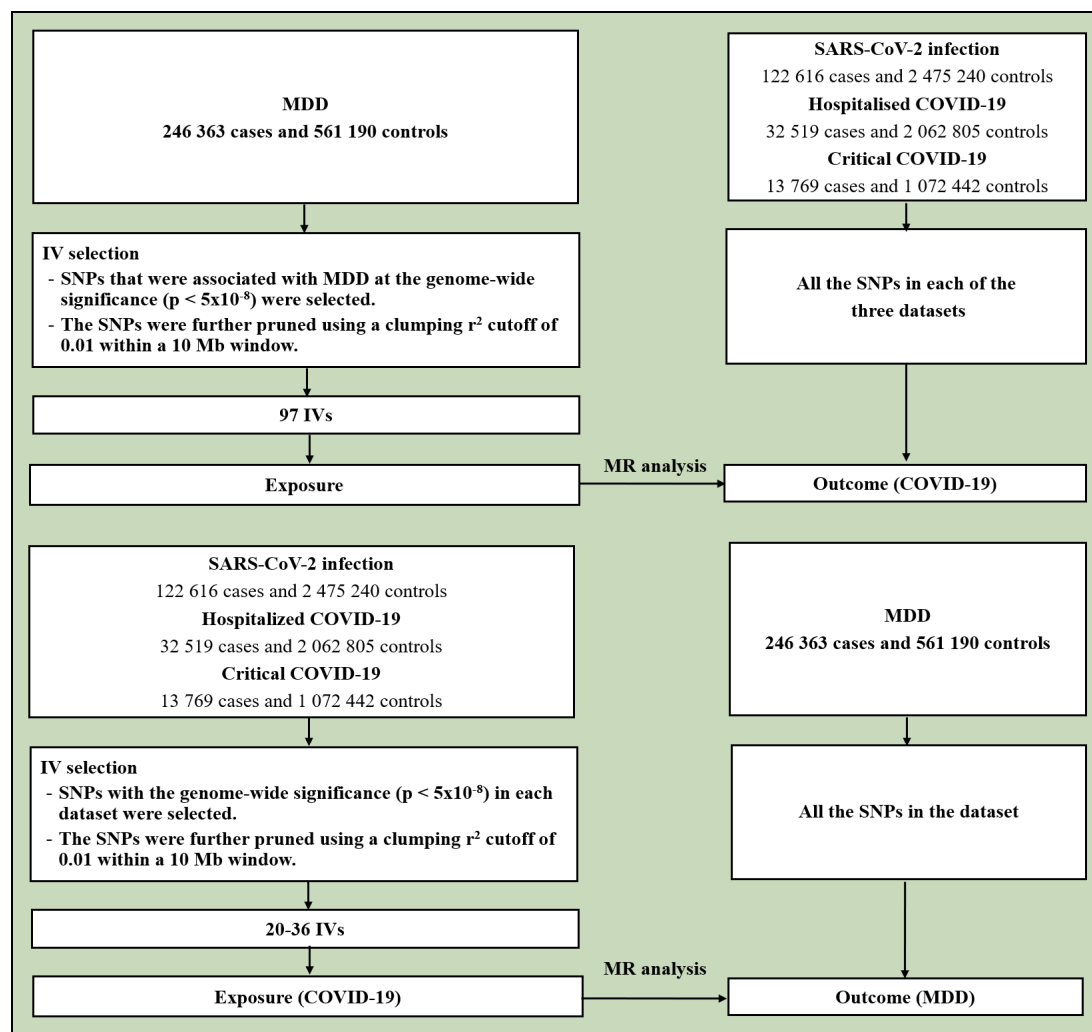 MDD
246 363 cases and 561 190 controls
SARS-CoV-2 infection
122 616 cases and 2 475 240 controls
Hospitalised COVID-19
32 519 cases and 2 062 805 controls
Critical COVID-19
13 769 cases and 1 072 442 controls
IV selection
- SNPs that were associated with MDD at the genome-wide
significance (p < 5x10⁻⁸) were selected.
- The SNPs were further pruned using a clumping r² cutoff of
0.01 within a 10 Mb window.
All the SNPs in each of the
three datasets
97 IVs
Exposure
MR analysis
Outcome (COVID-19)
SARS-CoV-2 infection
122 616 cases and 2 475 240 controls
Hospitalized COVID-19
32 519 cases and 2 062 805 controls
Critical COVID-19
13 769 cases and 1 072 442 controls
MDD
246 363 cases and 561 190 controls
IV selection
- SNPs with the genome-wide significance (p < 5x10⁻⁸) in each
dataset were selected.
- The SNPs were further pruned using a clumping r² cutoff of
0.01 within a 10 Mb window.
All the SNPs in the dataset
20-36 IVs
Exposure (COVID-19)
MR analysis
Outcome (MDD)